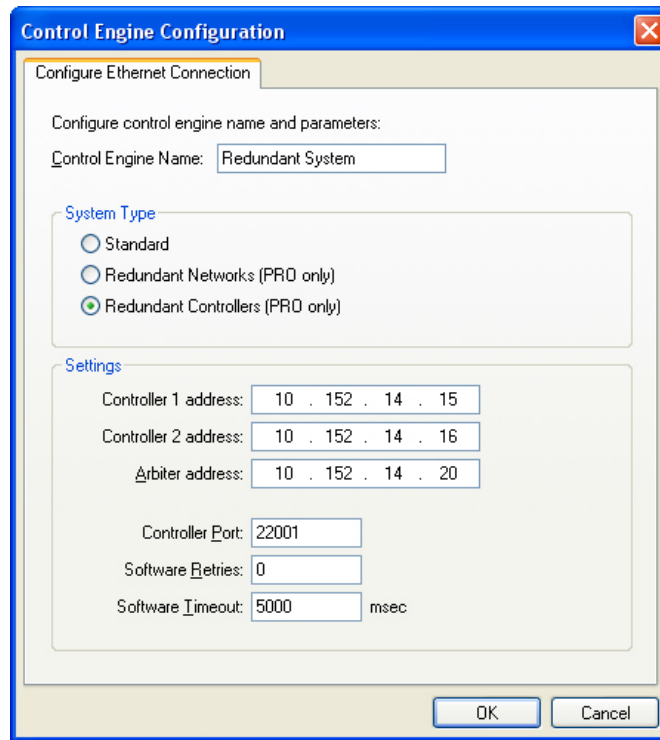 Control Engine Configuration
Configure Ethernet Connection
Configure control engine name and parameters:
Control Engine Name: Redundant System
System Type
Standard
Redundant Networks (PRO only)
Redundant Controllers (PRO only)
Settings
Controller 1 address: 10 . 152 . 14 . 15
Controller 2 address: 10 . 152 . 14 . 16
Arbiter address: 10 . 152 . 14 . 20
Controller Port: 22001
Software Retries: 0
Software Timeout: 5000 msec
OK Cancel